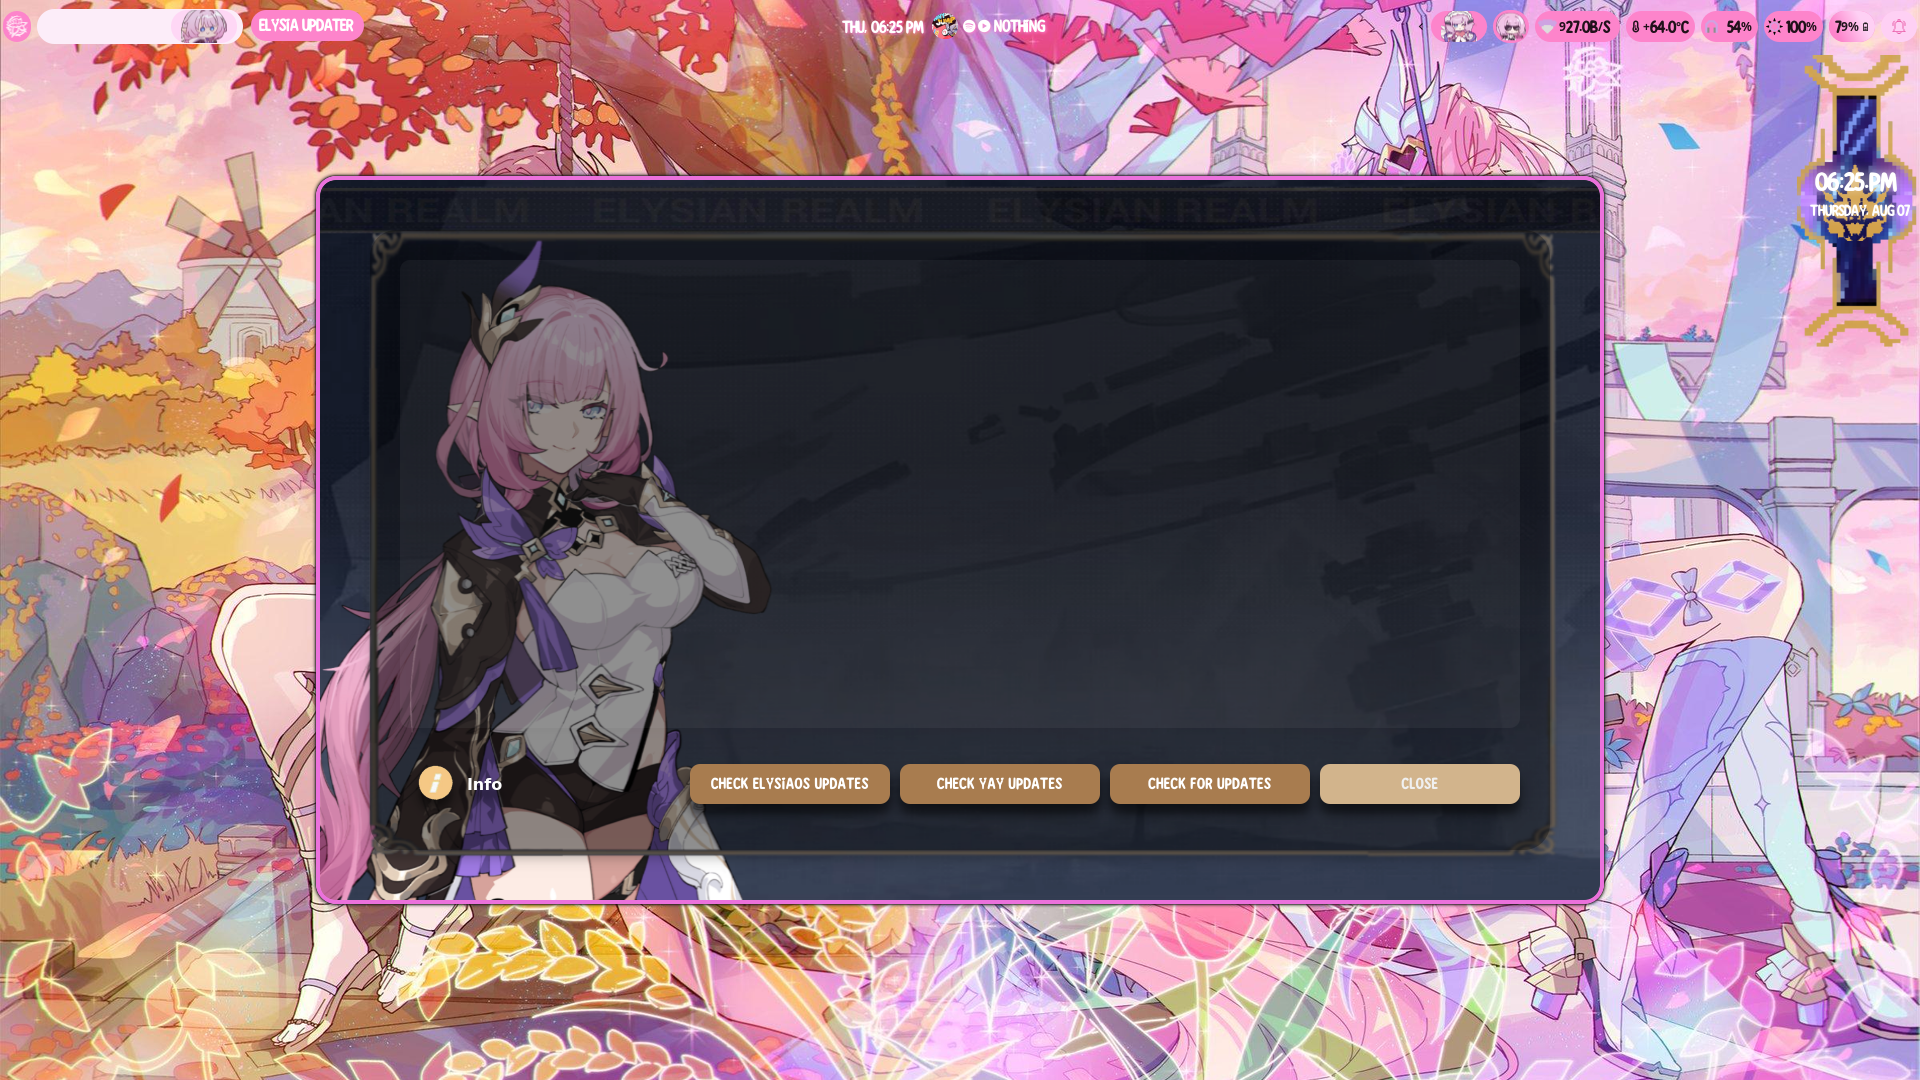 ELYSIA UPDATER
THU. 06:25 PM
NOTHING
927.0B/S
+64.0°C
54%
100%
79%
06:25 PM
THURSDAY, AUG 07
AN REALM ELYSIAN REALM ELYSIAN REALM ELYSIAN R
Info
CHECK ELYSIAOS UPDATES
CHECK YAY UPDATES
CHECK FOR UPDATES
CLOSE